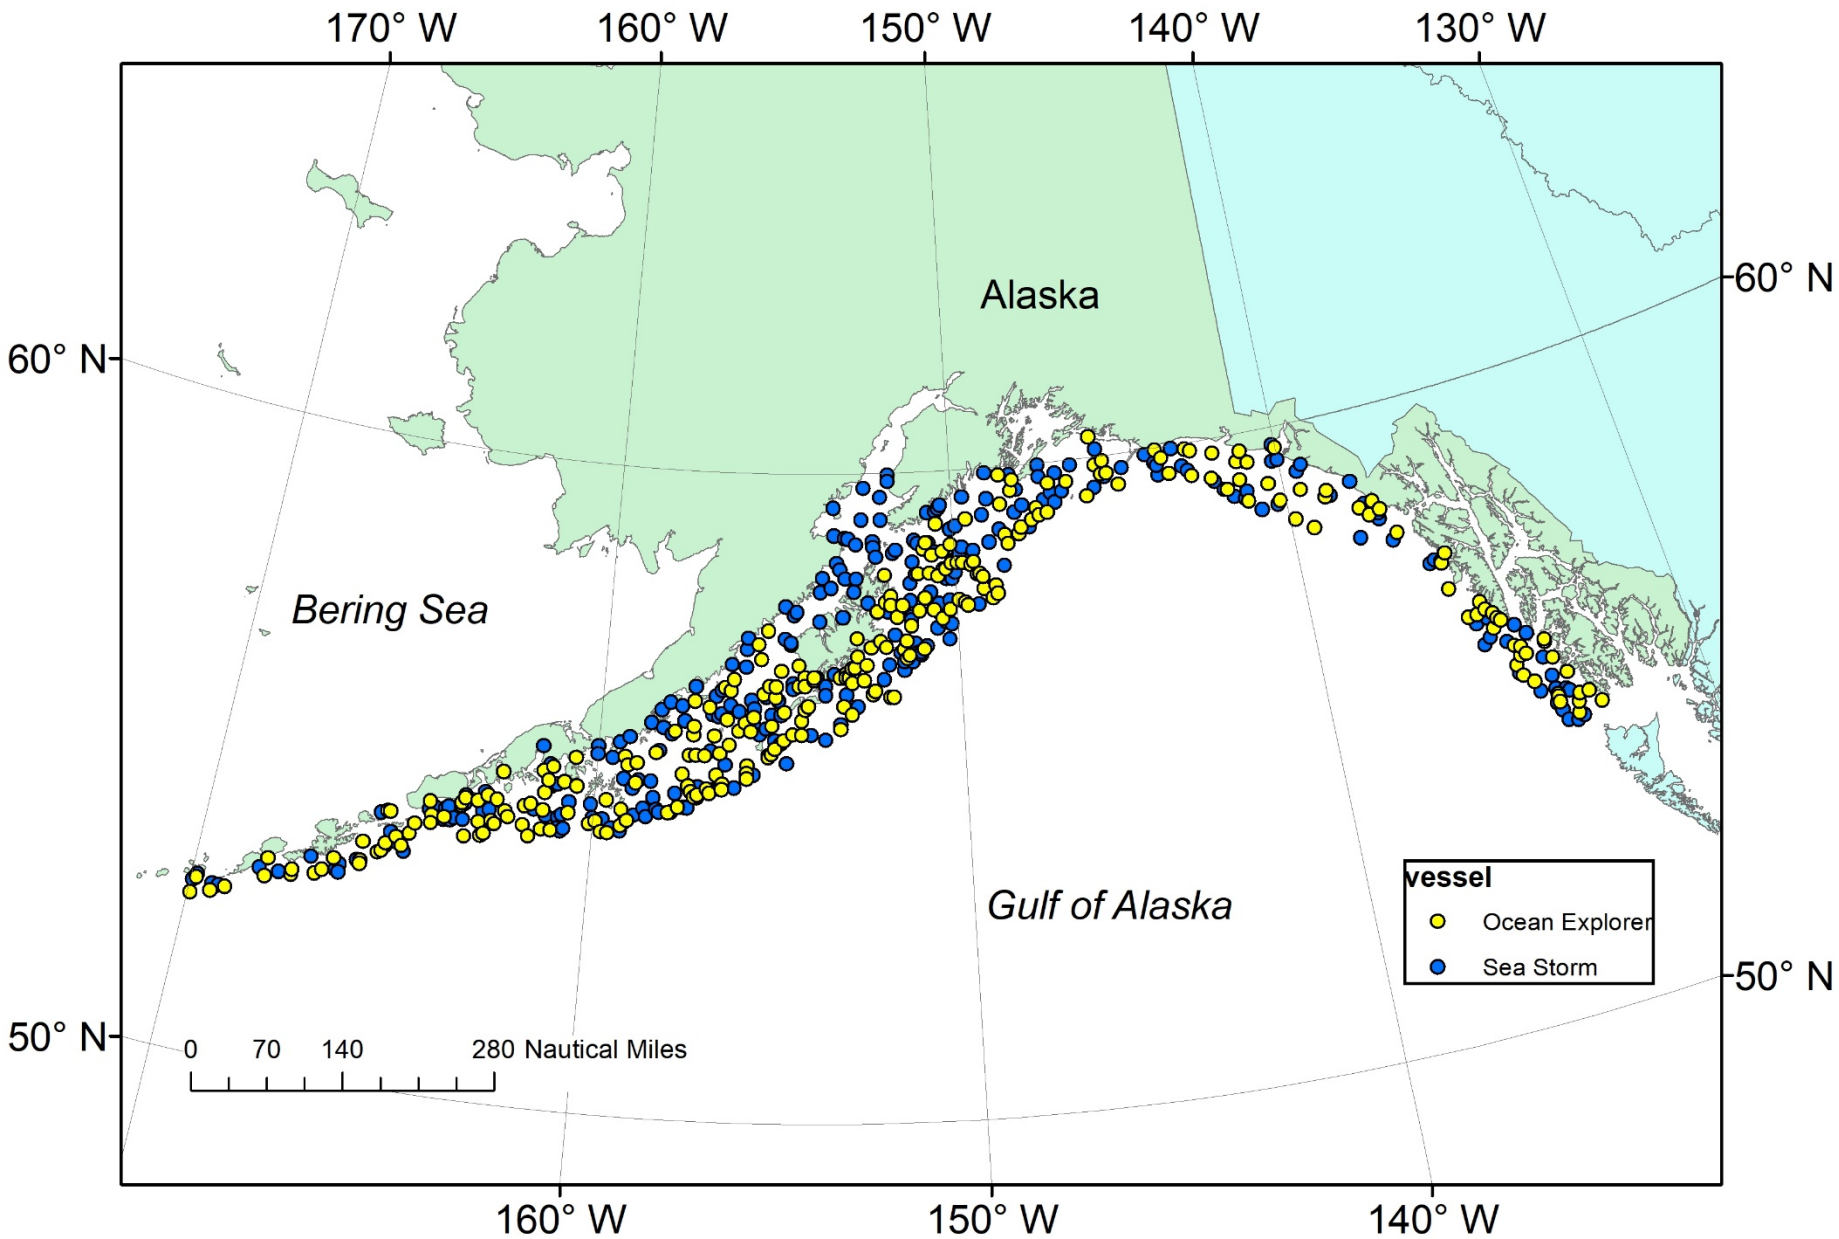 170° W 160° W 150° W 140° W 130° W
60° N
Alaska
60° N
Bering Sea
Gulf of Alaska
vessel
Ocean Explorer
Sea Storm
50° N
50° N
0 70 140 280 Nautical Miles
160° W 150° W 140° W